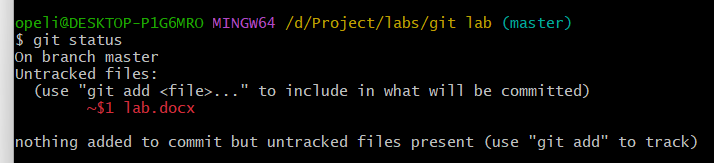 opeli@DESKTOP-P1G6MRO MINGW64 /d/Project/labs/git lab (master)
$ git status
On branch master
Untracked files:
  (use "git add <file>..." to include in what will be committed)
        ~$1 lab.docx

nothing added to commit but untracked files present (use "git add" to track)